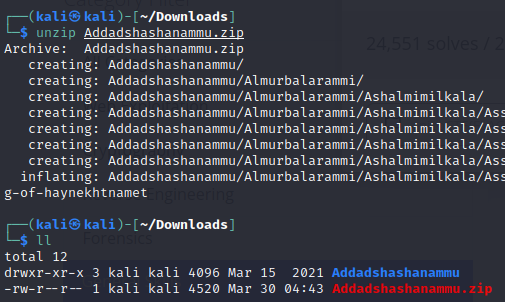 ┌──(kali㉿kali)-[~/Downloads]
└─$ unzip Addadshashanammu.zip
24,551 solves / 2
Archive:  Addadshashanammu.zip
   creating: Addadshashanammu/
   creating: Addadshashanammu/Almurbalarammi/
   creating: Addadshashanammu/Almurbalarammi/Ashalmimilkala/
   creating: Addadshashanammu/Almurbalarammi/Ashalmimilkala/Ass
   creating: Addadshashanammu/Almurbalarammi/Ashalmimilkala/Ass
   creating: Addadshashanammu/Almurbalarammi/Ashalmimilkala/Ass
   creating: Addadshashanammu/Almurbalarammi/Ashalmimilkala/Ass
  inflating: Addadshashanammu/Almurbalarammi/Ashalmimilkala/Ass
g-of-haynekhtnamet
Engineering
┌──(kali㉿kali)-[~/Downloads]
└─$ ll
Forensics
total 12
drwxr-xr-x 3 kali kali 4096 Mar 15  2021 Addadshashanammu
-rw-r--r-- 1 kali kali 4520 Mar 30 04:43 Addadshashanammu.zip